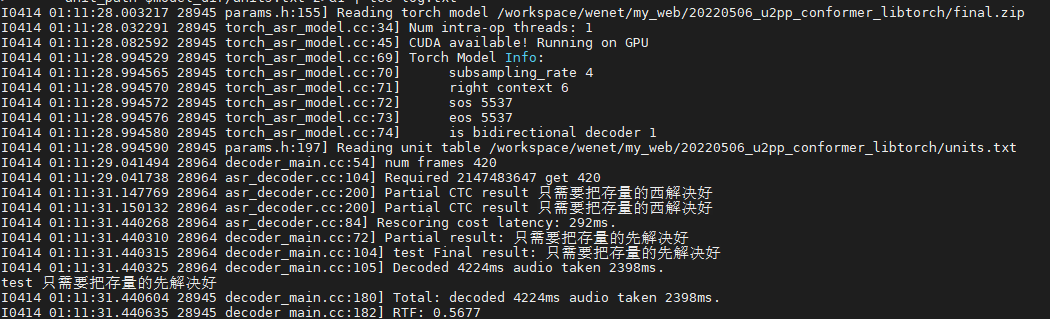 I0414 01:11:28.003217 28945 params.h:155] Reading torch model /workspace/wenet/my_web/20220506_u2pp_conformer_libtorch/final.zip
I0414 01:11:28.032291 28945 torch_asr_model.cc:34] Num intra-op threads: 1
I0414 01:11:28.082592 28945 torch_asr_model.cc:45] CUDA available! Running on GPU
I0414 01:11:28.994529 28945 torch_asr_model.cc:69] Torch Model Info:
I0414 01:11:28.994565 28945 torch_asr_model.cc:70] subsampling_rate 4
I0414 01:11:28.994570 28945 torch_asr_model.cc:71] right context 6
I0414 01:11:28.994572 28945 torch_asr_model.cc:72] sos 5537
I0414 01:11:28.994576 28945 torch_asr_model.cc:73] eos 5537
I0414 01:11:28.994580 28945 torch_asr_model.cc:74] is bidirectional decoder 1
I0414 01:11:28.994590 28945 params.h:197] Reading unit table /workspace/wenet/my_web/20220506_u2pp_conformer_libtorch/units.txt
I0414 01:11:29.041494 28964 decoder_main.cc:54] num frames 420
I0414 01:11:29.041738 28964 asr_decoder.cc:104] Required 2147483647 get 420
I0414 01:11:31.147769 28964 asr_decoder.cc:200] Partial CTC result 只需要把存量的西解决好
I0414 01:11:31.150132 28964 asr_decoder.cc:200] Partial CTC result 只需要把存量的西解决好
I0414 01:11:31.440268 28964 asr_decoder.cc:84] Rescoring cost latency: 292ms.
I0414 01:11:31.440310 28964 decoder_main.cc:72] Partial result: 只需要把存量的先解决好
I0414 01:11:31.440315 28964 decoder_main.cc:104] test Final result: 只需要把存量的先解决好
I0414 01:11:31.440325 28964 decoder_main.cc:105] Decoded 4224ms audio taken 2398ms.
test 只需要把存量的先解决好
I0414 01:11:31.440604 28945 decoder_main.cc:180] Total: decoded 4224ms audio taken 2398ms.
I0414 01:11:31.440635 28945 decoder_main.cc:182] RTF: 0.5677